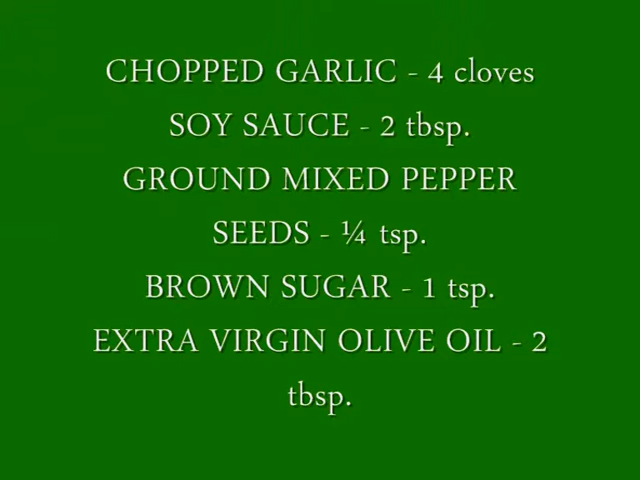 CHOPPED GARLIC - 4 cloves
SOY SAUCE - 2 tbsp.
GROUND MIXED PEPPER
SEEDS - ¼ tsp.
BROWN SUGAR - 1 tsp.
EXTRA VIRGIN OLIVE OIL - 2
tbsp.